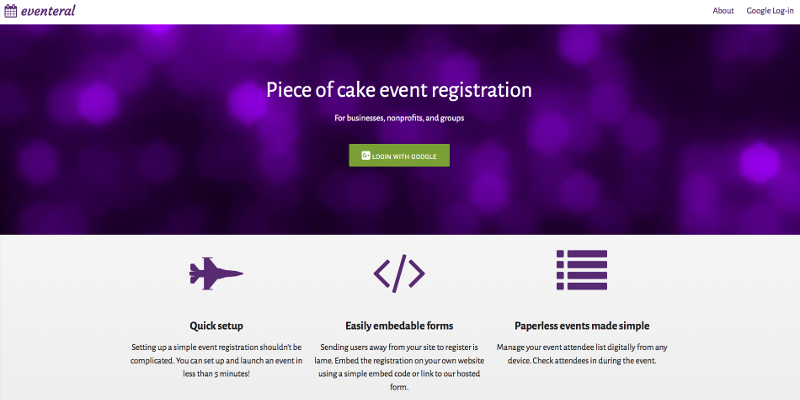 eventeral
About Google Log-in
Piece of cake event registration
For businesses, nonprofits, and groups
LOGIN WITH GOOGLE
Quick setup
Setting up a simple event registration shouldn't be
complicated. You can set up and launch an event in
less than 5 minutes!
Easily embedable forms
Sending users away from your site to register is
lame. Embed the registration on your own website
using a simple embed code or link to our hosted
form.
Paperless events made simple
Manage your event attendee list digitally from any
device. Check attendees in during the event.